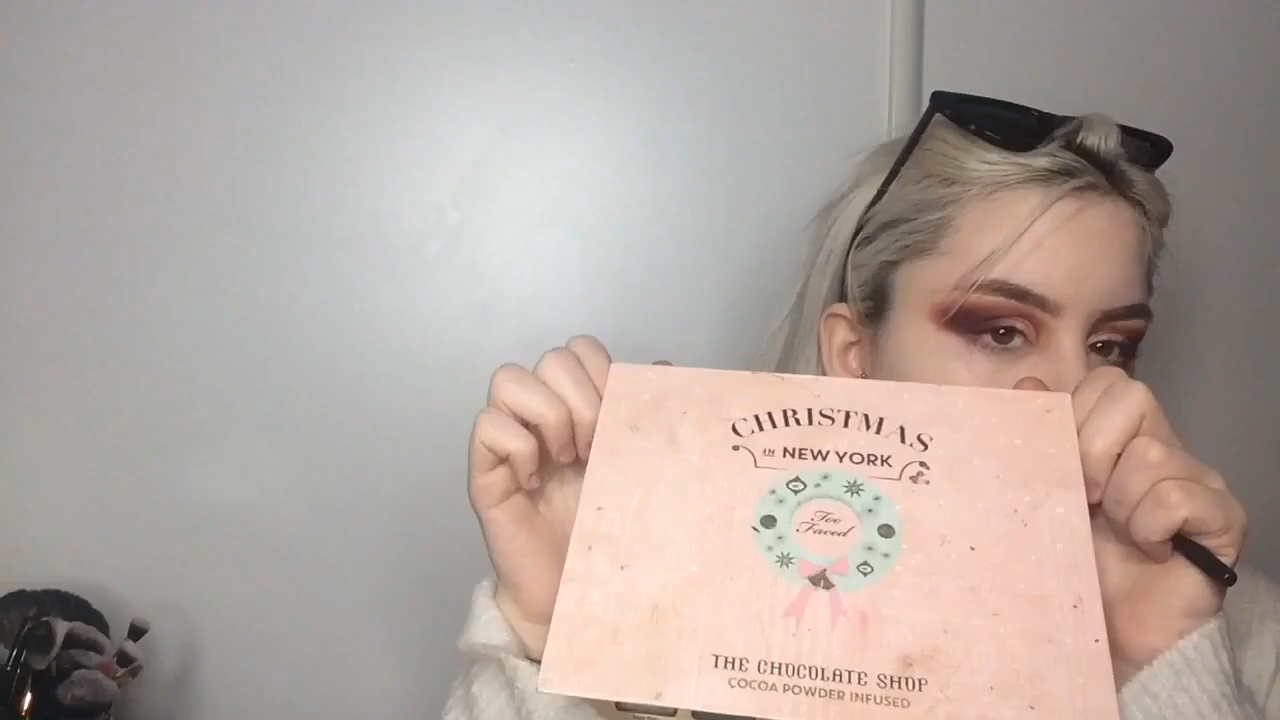 CHRISTMAS
IN NEW YORK
Too
Faced
THE CHOCOLATE SHOP
COCOA POWDER INFUSED